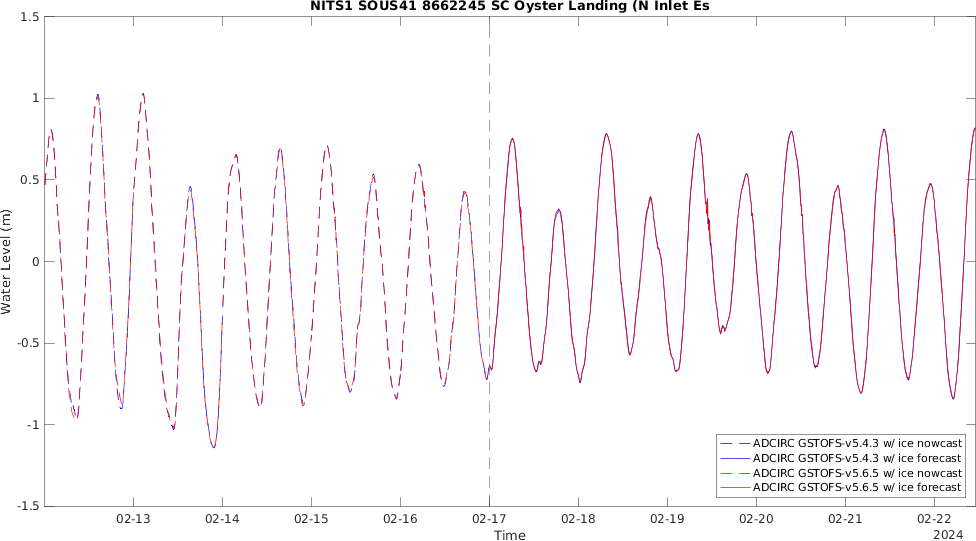 NITS1 SOUS41 8662245 SC Oyster Landing (N Inlet Es
1.5
1
0.5
0
-0.5
-1
-1.5
Water Level (m)
02-13 02-14 02-15 02-16 02-17 02-18 02-19 02-20 02-21 02-22
Time
2024
ADCIRC GSTOFS-v5.4.3 w/ ice nowcast
ADCIRC GSTOFS-v5.4.3 w/ ice forecast
ADCIRC GSTOFS-v5.6.5 w/ ice nowcast
ADCIRC GSTOFS-v5.6.5 w/ ice forecast